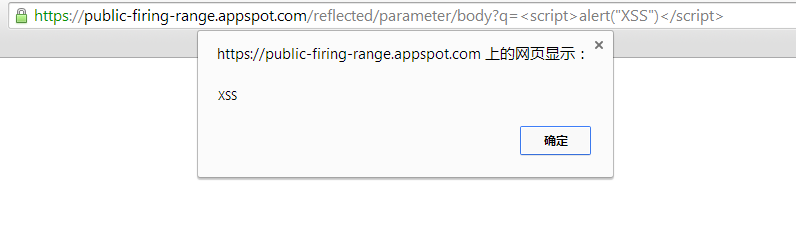 https://public-firing-range.appspot.com/reflected/parameter/body?q=<script>alert("XSS")</script>
https://public-firing-range.appspot.com 上的网页显示：
XSS
确定